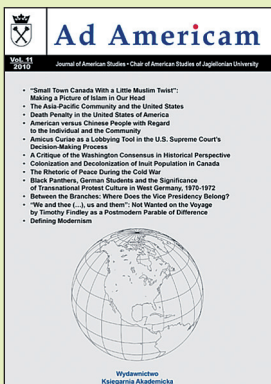 Ad Americam
Vol. 11
2010
Journal of American Studies • Chair of American Studies of Jagiellonian University
• "Small Town Canada With a Little Muslim Twist":
Making a Picture of Islam in Our Head
• The Asia-Pacific Community and the United States
• Death Penalty in the United States of America
• American versus Chinese People with Regard
to the Individual and the Community
• Amicus Curiae as a Lobbying Tool in the U.S. Supreme Court's
Decision-Making Process
• A Critique of the Washington Consensus in Historical Perspective
• Colonization and Decolonization of Inuit Population in Canada
• The Rhetoric of Peace During the Cold War
• Black Panthers, German Students and the Significance
of Transnational Protest Culture in West Germany, 1970-1972
• Between the Branches: Where Does the Vice Presidency Belong?
• "We and thee (...), us and them": Not Wanted on the Voyage
by Timothy Findley as a Postmodern Parable of Difference
• Defining Modernism
Wydawnictwo
Księgarnia Akademicka